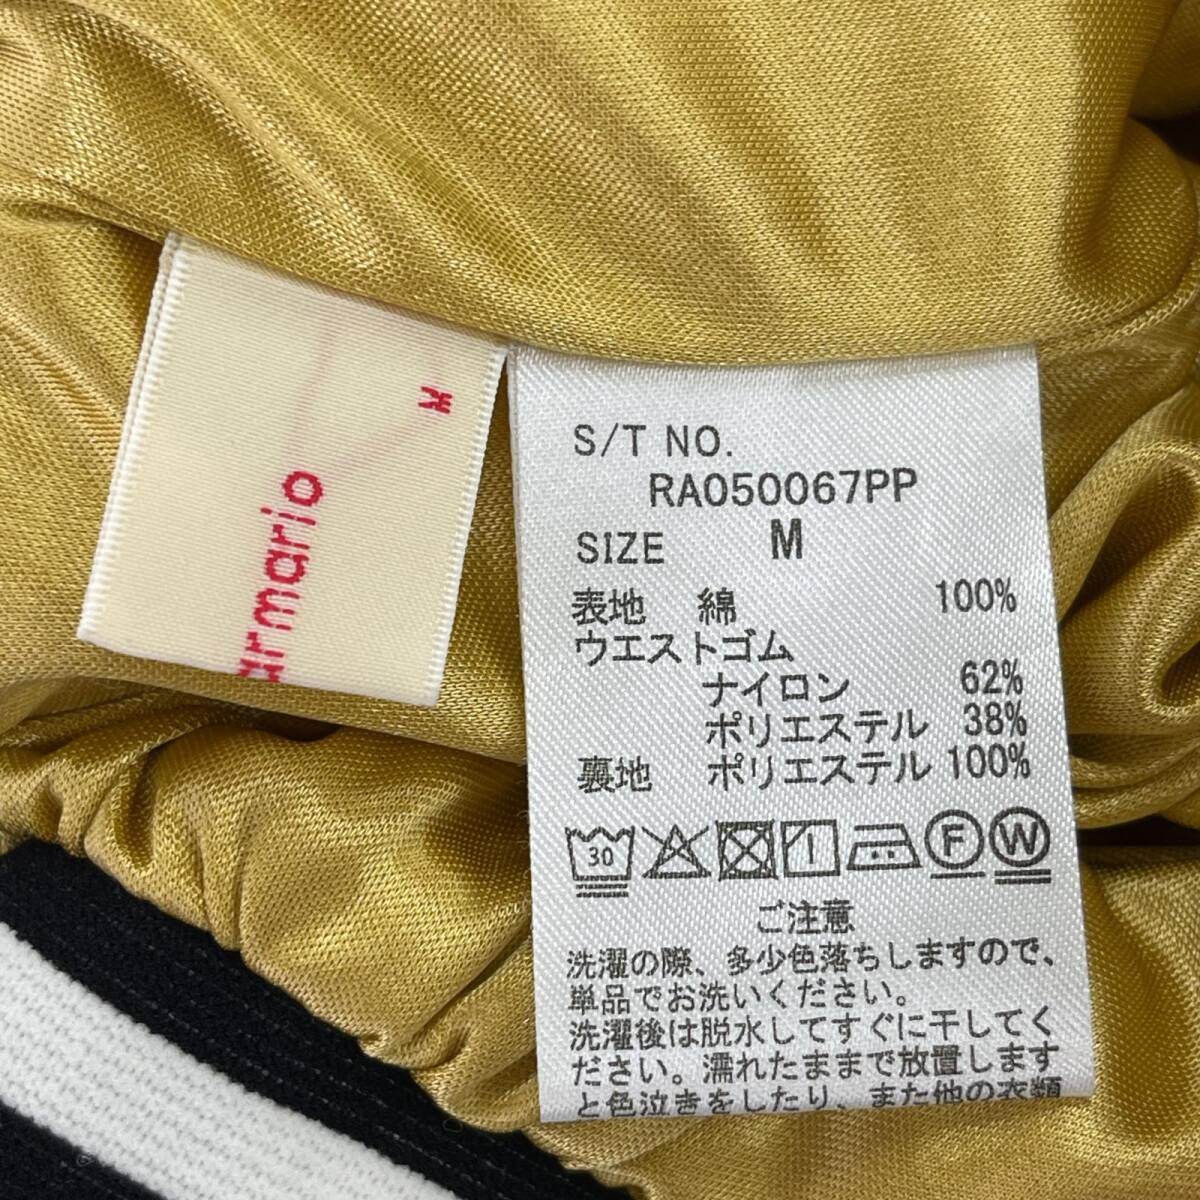 M
armario
S/T NO.
RA050067PP
SIZE M
表地 綿 100%
ウエストゴム
ナイロン 62%
ポリエステル 38%
裏地 ポリエステル 100%
30 F W
ご注意
洗濯の際、多少色落ちしますので、
単品でお洗いください。
洗濯後は脱水してすぐに干してく
ださい。濡れたままで放置します
と色泣きをしたり、また他の衣類